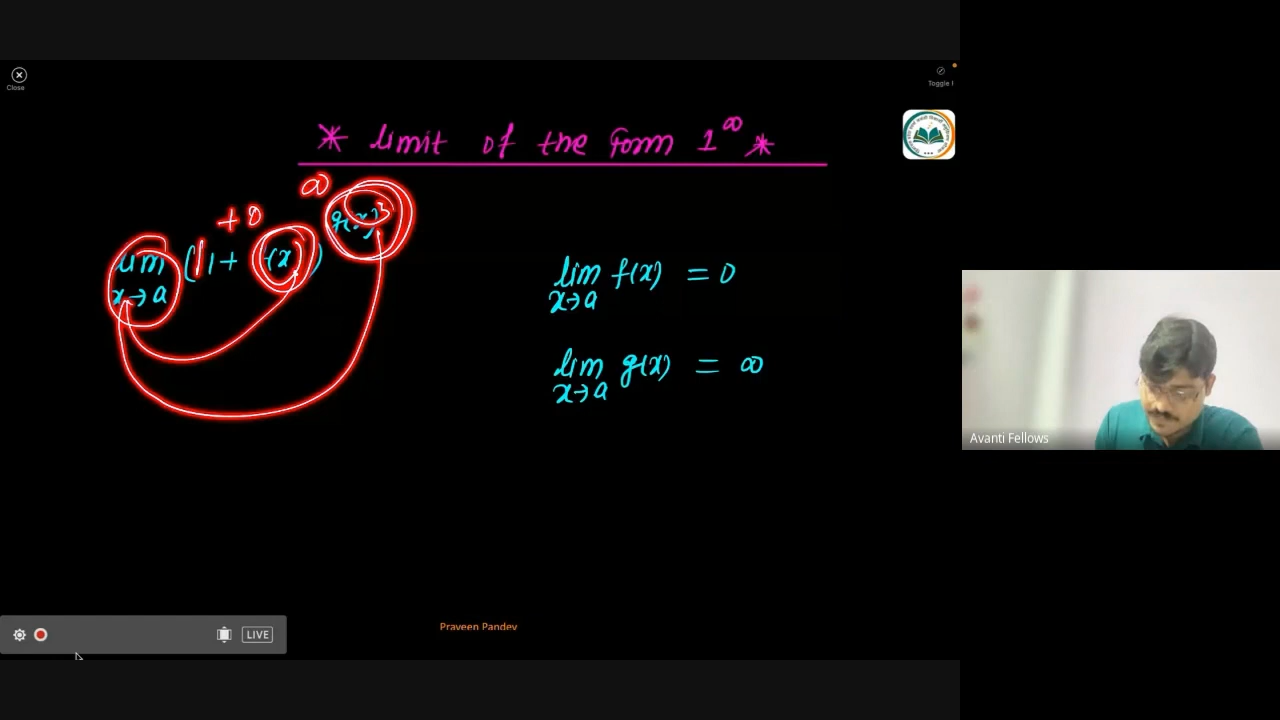 Close
Toggle l
* Limit of the form 1^∞ *
+0 ∞
lim (1+f(x))^g(x)
x→a
lim f(x) = 0
x→a
lim g(x) = ∞
x→a
Avanti Fellows
Praveen Pandey
LIVE